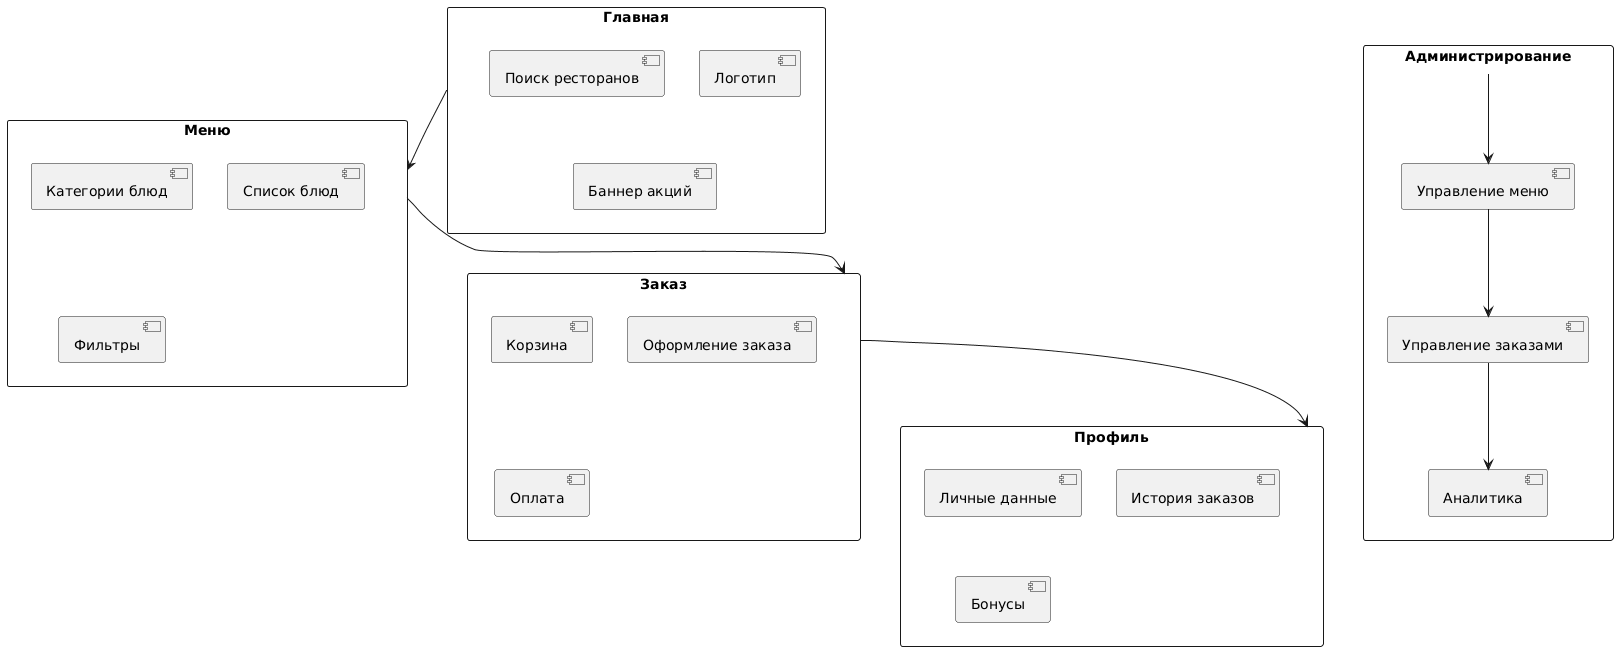 Главная
Поиск ресторанов
Логотип
Баннер акций
Меню
Категории блюд
Список блюд
Фильтры
Заказ
Корзина
Оформление заказа
Оплата
Профиль
Личные данные
История заказов
Бонусы
Администрирование
Управление меню
Управление заказами
Аналитика